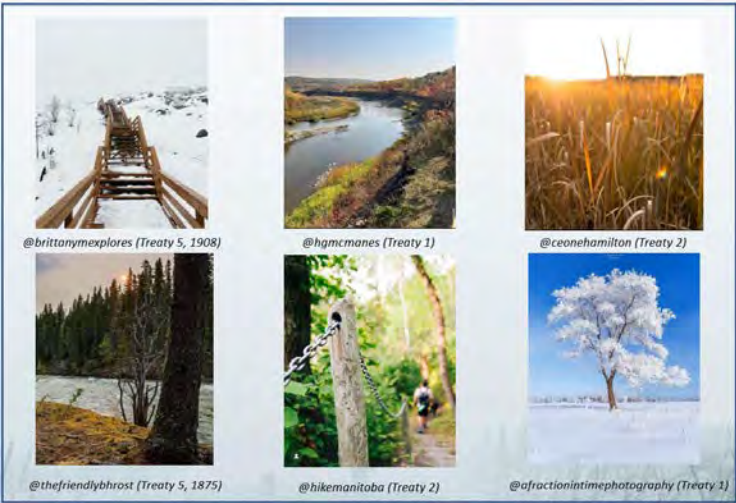 @brittanymexplores (Treaty 5, 1908)
@hgmcmanes (Treaty 1)
@ceonehamilton (Treaty 2)
@thefriendlybhrost (Treaty 5, 1875)
@hikemanitoba (Treaty 2)
@afractionintimephotography (Treaty 1)